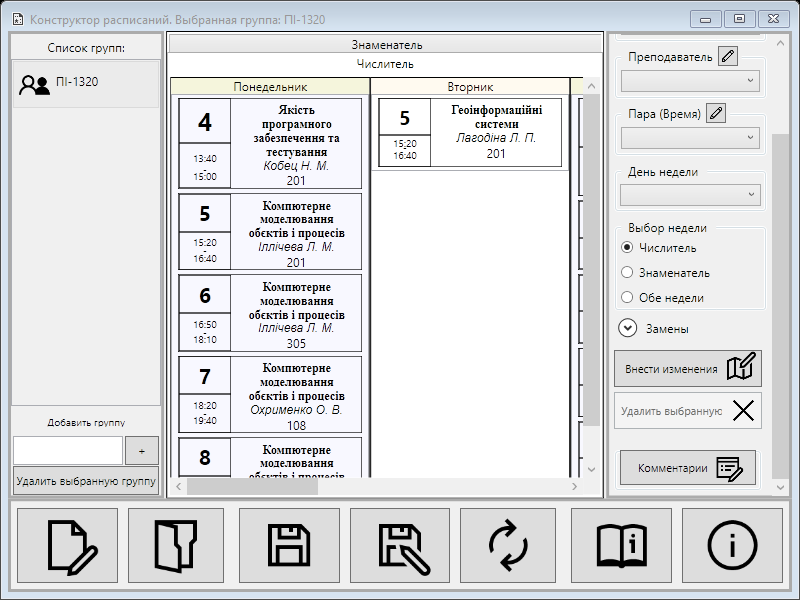 Конструктор расписаний. Выбранная группа: ПІ-1320
Список групп:
ПІ-1320
Добавить группу
+
Удалить выбранную группу
Знаменатель
Числитель
Понедельник
4
13:40
-
15:00
Якість
програмного
забезпечення та
тестування
Кобец Н. М.
201
5
15:20
-
16:40
Компютерне
моделювання
обєктів і процесів
Іллічева Л. М.
201
6
16:50
-
18:10
Компютерне
моделювання
обєктів і процесів
Іллічева Л. М.
305
7
18:20
-
19:40
Компютерне
моделювання
обєктів і процесів
Охрименко О. В.
108
8
Компютерне
моделювання
обєктів і процесів
Вторник
5
15:20
-
16:40
Геоінформаційні
системи
Лагодіна Л. П.
201
Преподаватель
Пара (Время)
День недели
Выбор недели
Числитель
Знаменатель
Обе недели
Замены
Внести изменения
Удалить выбранную
Комментарии